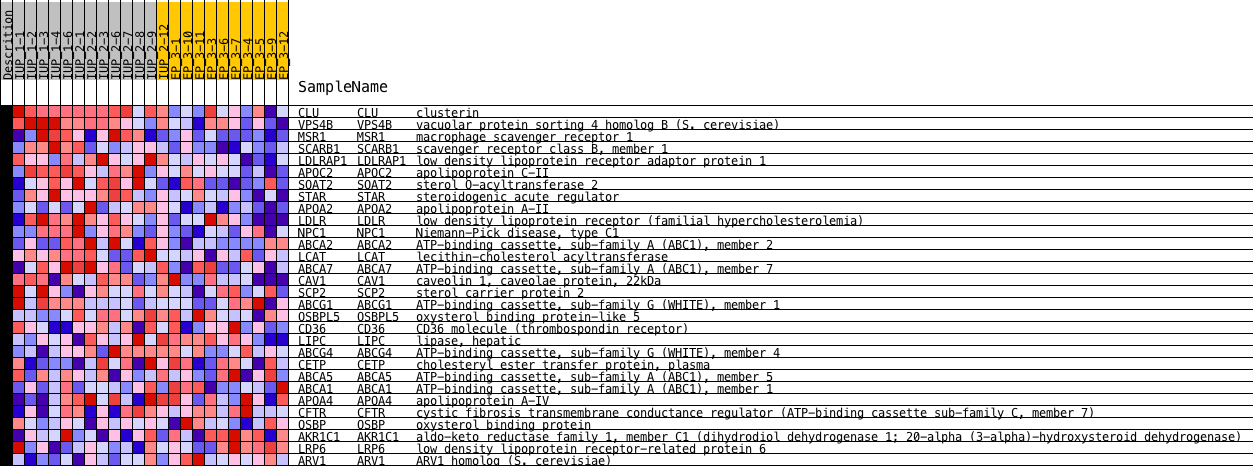 Descrition
IUP_1-1
IUP_1-2
IUP_1-3
IUP_1-4
IUP_1-6
IUP_2-1
IUP_2-2
IUP_2-3
IUP_2-6
IUP_2-7
IUP_2-8
IUP_2-9
IUP_2-12
EP_3-1
EP_3-10
EP_3-11
EP_3-3
EP_3-6
EP_3-7
EP_3-4
EP_3-5
EP_3-9
EP_3-12
SampleName
CLU CLU clusterin
VPS4B VPS4B vacuolar protein sorting 4 homolog B (S. cerevisiae)
MSR1 MSR1 macrophage scavenger receptor 1
SCARB1 SCARB1 scavenger receptor class B, member 1
LDLRAP1 LDLRAP1 low density lipoprotein receptor adaptor protein 1
APOC2 APOC2 apolipoprotein C-II
SOAT2 SOAT2 sterol O-acyltransferase 2
STAR STAR steroidogenic acute regulator
APOA2 APOA2 apolipoprotein A-II
LDLR LDLR low density lipoprotein receptor (familial hypercholesterolemia)
NPC1 NPC1 Niemann-Pick disease, type C1
ABCA2 ABCA2 ATP-binding cassette, sub-family A (ABC1), member 2
LCAT LCAT lecithin-cholesterol acyltransferase
ABCA7 ABCA7 ATP-binding cassette, sub-family A (ABC1), member 7
CAV1 CAV1 caveolin 1, caveolae protein, 22kDa
SCP2 SCP2 sterol carrier protein 2
ABCG1 ABCG1 ATP-binding cassette, sub-family G (WHITE), member 1
OSBPL5 OSBPL5 oxysterol binding protein-like 5
CD36 CD36 CD36 molecule (thrombospondin receptor)
LIPC LIPC lipase, hepatic
ABCG4 ABCG4 ATP-binding cassette, sub-family G (WHITE), member 4
CETP CETP cholesteryl ester transfer protein, plasma
ABCA5 ABCA5 ATP-binding cassette, sub-family A (ABC1), member 5
ABCA1 ABCA1 ATP-binding cassette, sub-family A (ABC1), member 1
APOA4 APOA4 apolipoprotein A-IV
CFTR CFTR cystic fibrosis transmembrane conductance regulator (ATP-binding cassette sub-family C, member 7)
OSBP OSBP oxysterol binding protein
AKR1C1 AKR1C1 aldo-keto reductase family 1, member C1 (dihydrodiol dehydrogenase 1; 20-alpha (3-alpha)-hydroxysteroid dehydrogenase)
LRP6 LRP6 low density lipoprotein receptor-related protein 6
ARV1 ARV1 ARV1 homolog (S. cerevisiae)